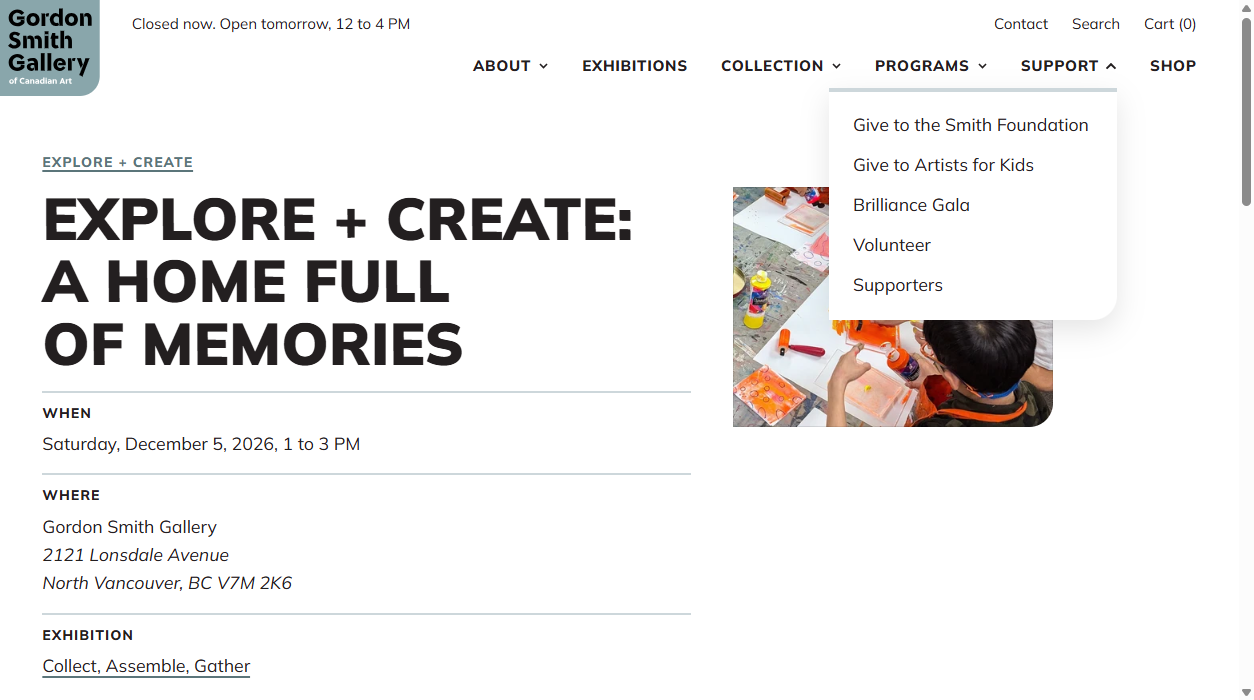 Gordon
Smith
Gallery
of Canadian Art
Closed now. Open tomorrow, 12 to 4 PM
Contact
Search
Cart (0)
ABOUT
EXHIBITIONS
COLLECTION
PROGRAMS
SUPPORT
SHOP
Give to the Smith Foundation
Give to Artists for Kids
Brilliance Gala
Volunteer
Supporters
EXPLORE + CREATE
EXPLORE + CREATE:
A HOME FULL
OF MEMORIES
WHEN
Saturday, December 5, 2026, 1 to 3 PM
WHERE
Gordon Smith Gallery
2121 Lonsdale Avenue
North Vancouver, BC V7M 2K6
EXHIBITION
Collect, Assemble, Gather